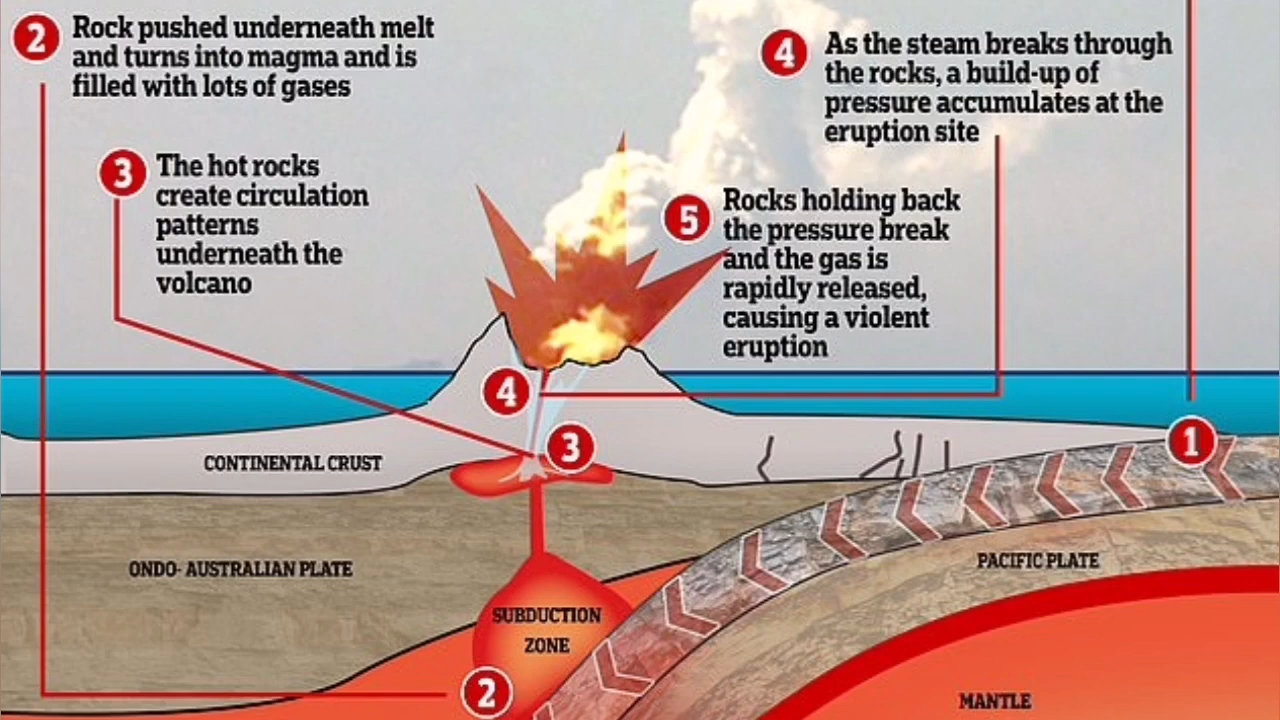 2
Rock pushed underneath melt
and turns into magma and is
filled with lots of gases
3
The hot rocks
create circulation
patterns
underneath the
volcano
4
As the steam breaks through
the rocks, a build-up of
pressure accumulates at the
eruption site
5
Rocks holding back
the pressure break
and the gas is
rapidly released,
causing a violent
eruption
4
3
1
CONTINENTAL CRUST
ONDO- AUSTRALIAN PLATE
PACIFIC PLATE
SUBDUCTION
ZONE
2
MANTLE